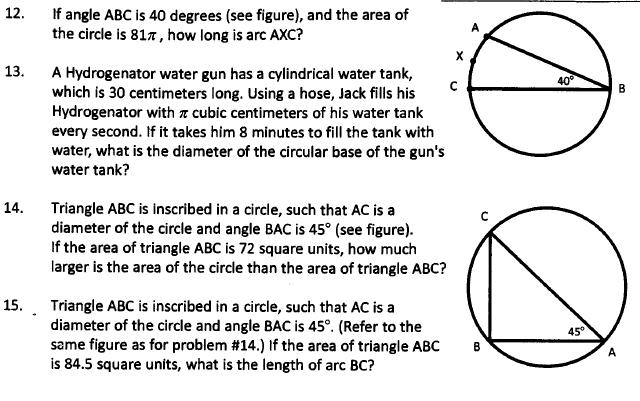 12. If angle ABC is 40 degrees (see figure), and the area of
the circle is 81π, how long is arc AXC?
A
X
C
40°
B
13. A Hydrogenator water gun has a cylindrical water tank,
which is 30 centimeters long. Using a hose, Jack fills his
Hydrogenator with π cubic centimeters of his water tank
every second. If it takes him 8 minutes to fill the tank with
water, what is the diameter of the circular base of the gun's
water tank?
14. Triangle ABC is inscribed in a circle, such that AC is a
diameter of the circle and angle BAC is 45° (see figure).
If the area of triangle ABC is 72 square units, how much
larger is the area of the circle than the area of triangle ABC?
C
45°
B
A
15. Triangle ABC is inscribed in a circle, such that AC is a
diameter of the circle and angle BAC is 45°. (Refer to the
same figure as for problem #14.) If the area of triangle ABC
is 84.5 square units, what is the length of arc BC?